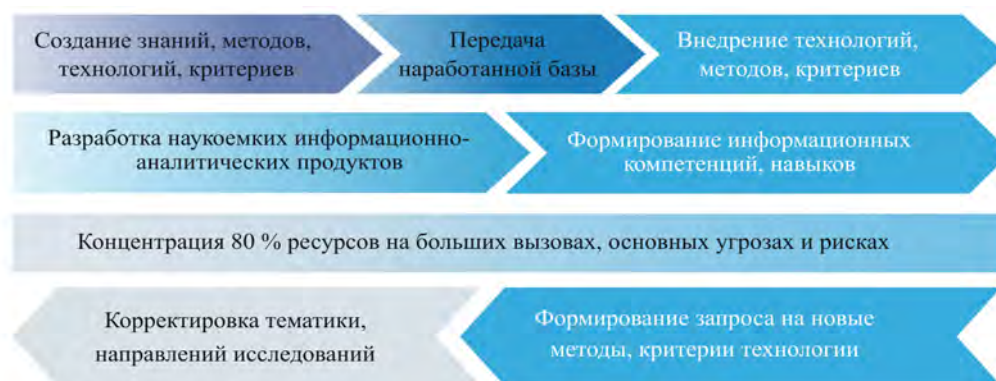 Создание знаний, методов,
технологий, критериев
Передача
наработанной базы
Внедрение технологий,
методов, критериев
Разработка наукоемких информационно-
аналитических продуктов
Формирование информационных
компетенций, навыков
Концентрация 80 % ресурсов на больших вызовах, основных угрозах и рисках
Корректировка тематики,
направлений исследований
Формирование запроса на новые
методы, критерии технологии